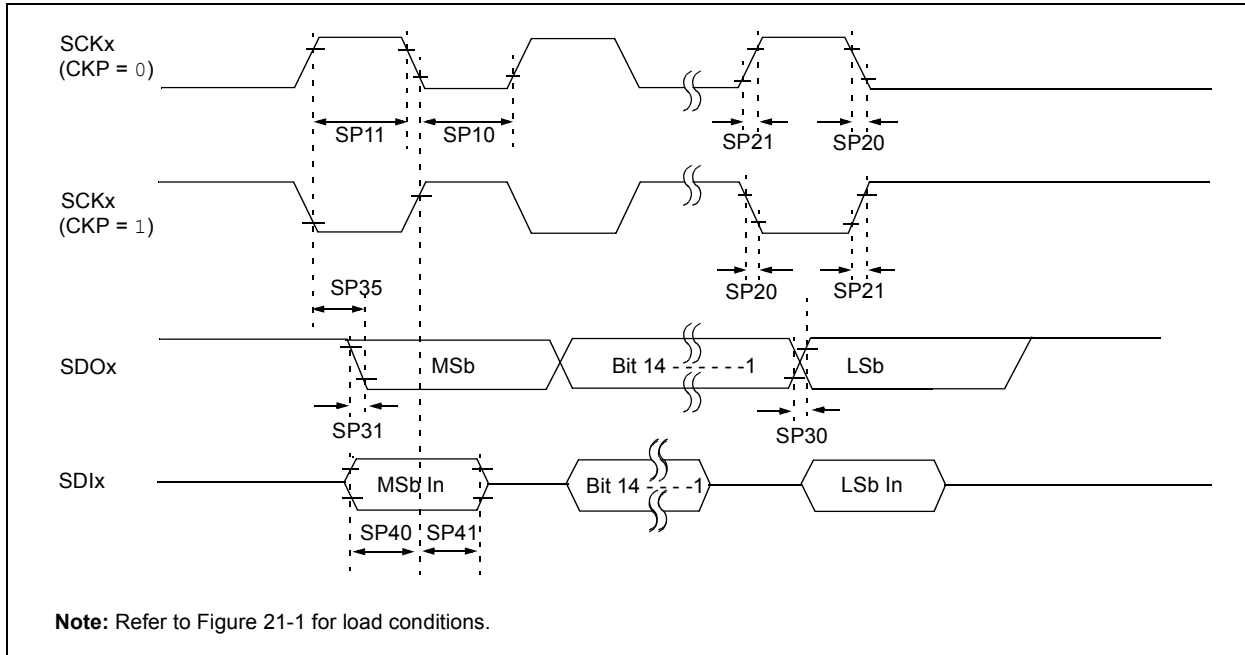 SCKx
(CKP = 0)
SP11
SP10
SP21
SP20
SCKx
(CKP = 1)
SP35
SP20
SP21
SDOx
MSb
Bit 14 - - - - - -1
LSb
SP31
SP30
SDIx
MSb In
Bit 14 - - - -1
LSb In
SP40
SP41
Note: Refer to Figure 21-1 for load conditions.